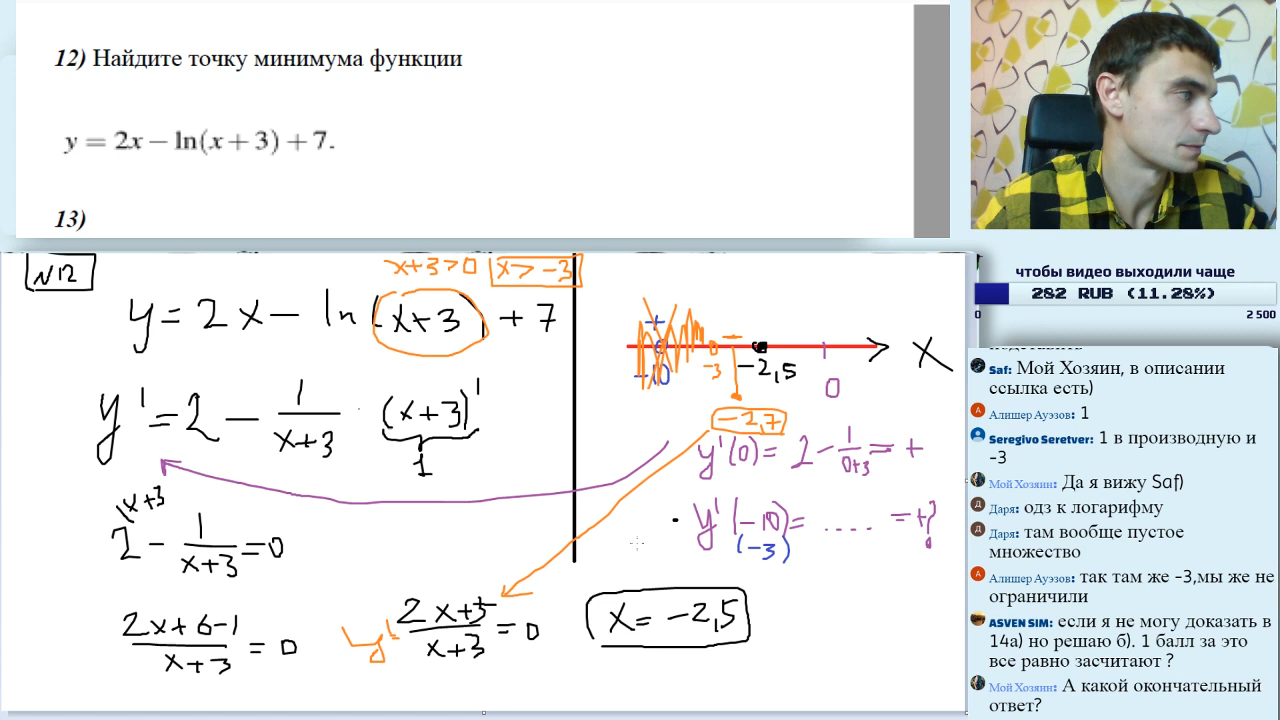 12) Найдите точку минимума функции
y = 2x − ln(x + 3) + 7.
13)
N12
x+3>0 x>-3
y = 2x - ln(x+3) + 7
y' = 2 - 1/(x+3) · (x+3)'
1
x+3
2 - 1/(x+3) = 0
(2x+6-1)/(x+3) = 0
y' (2x+5)/(x+3) = 0
x = -2,5
+
-
-10
-3
-2,5
0
X
-2,7
y'(0) = 2 - 1/(0+3) = +
y'(-10) = .... = +?
(-3)
чтобы видео выходили чаще
282 RUB (11.28%)
0
2 500
Saf: Мой Хозяин, в описании
ссылка есть)
Алишер Ауэзов: 1
Seregivo Seretver: 1 в производную и
-3
Мой Хозяин: Да я вижу Saf)
Даря: одз к логарифму
Даря: там вообще пустое
множество
Алишер Ауэзов: так там же -3,мы же не
ограничили
ASVEN SIM: если я не могу доказать в
14а) но решаю б). 1 балл за это
все равно засчитают ?
Мой Хозяин: А какой окончательный
ответ?